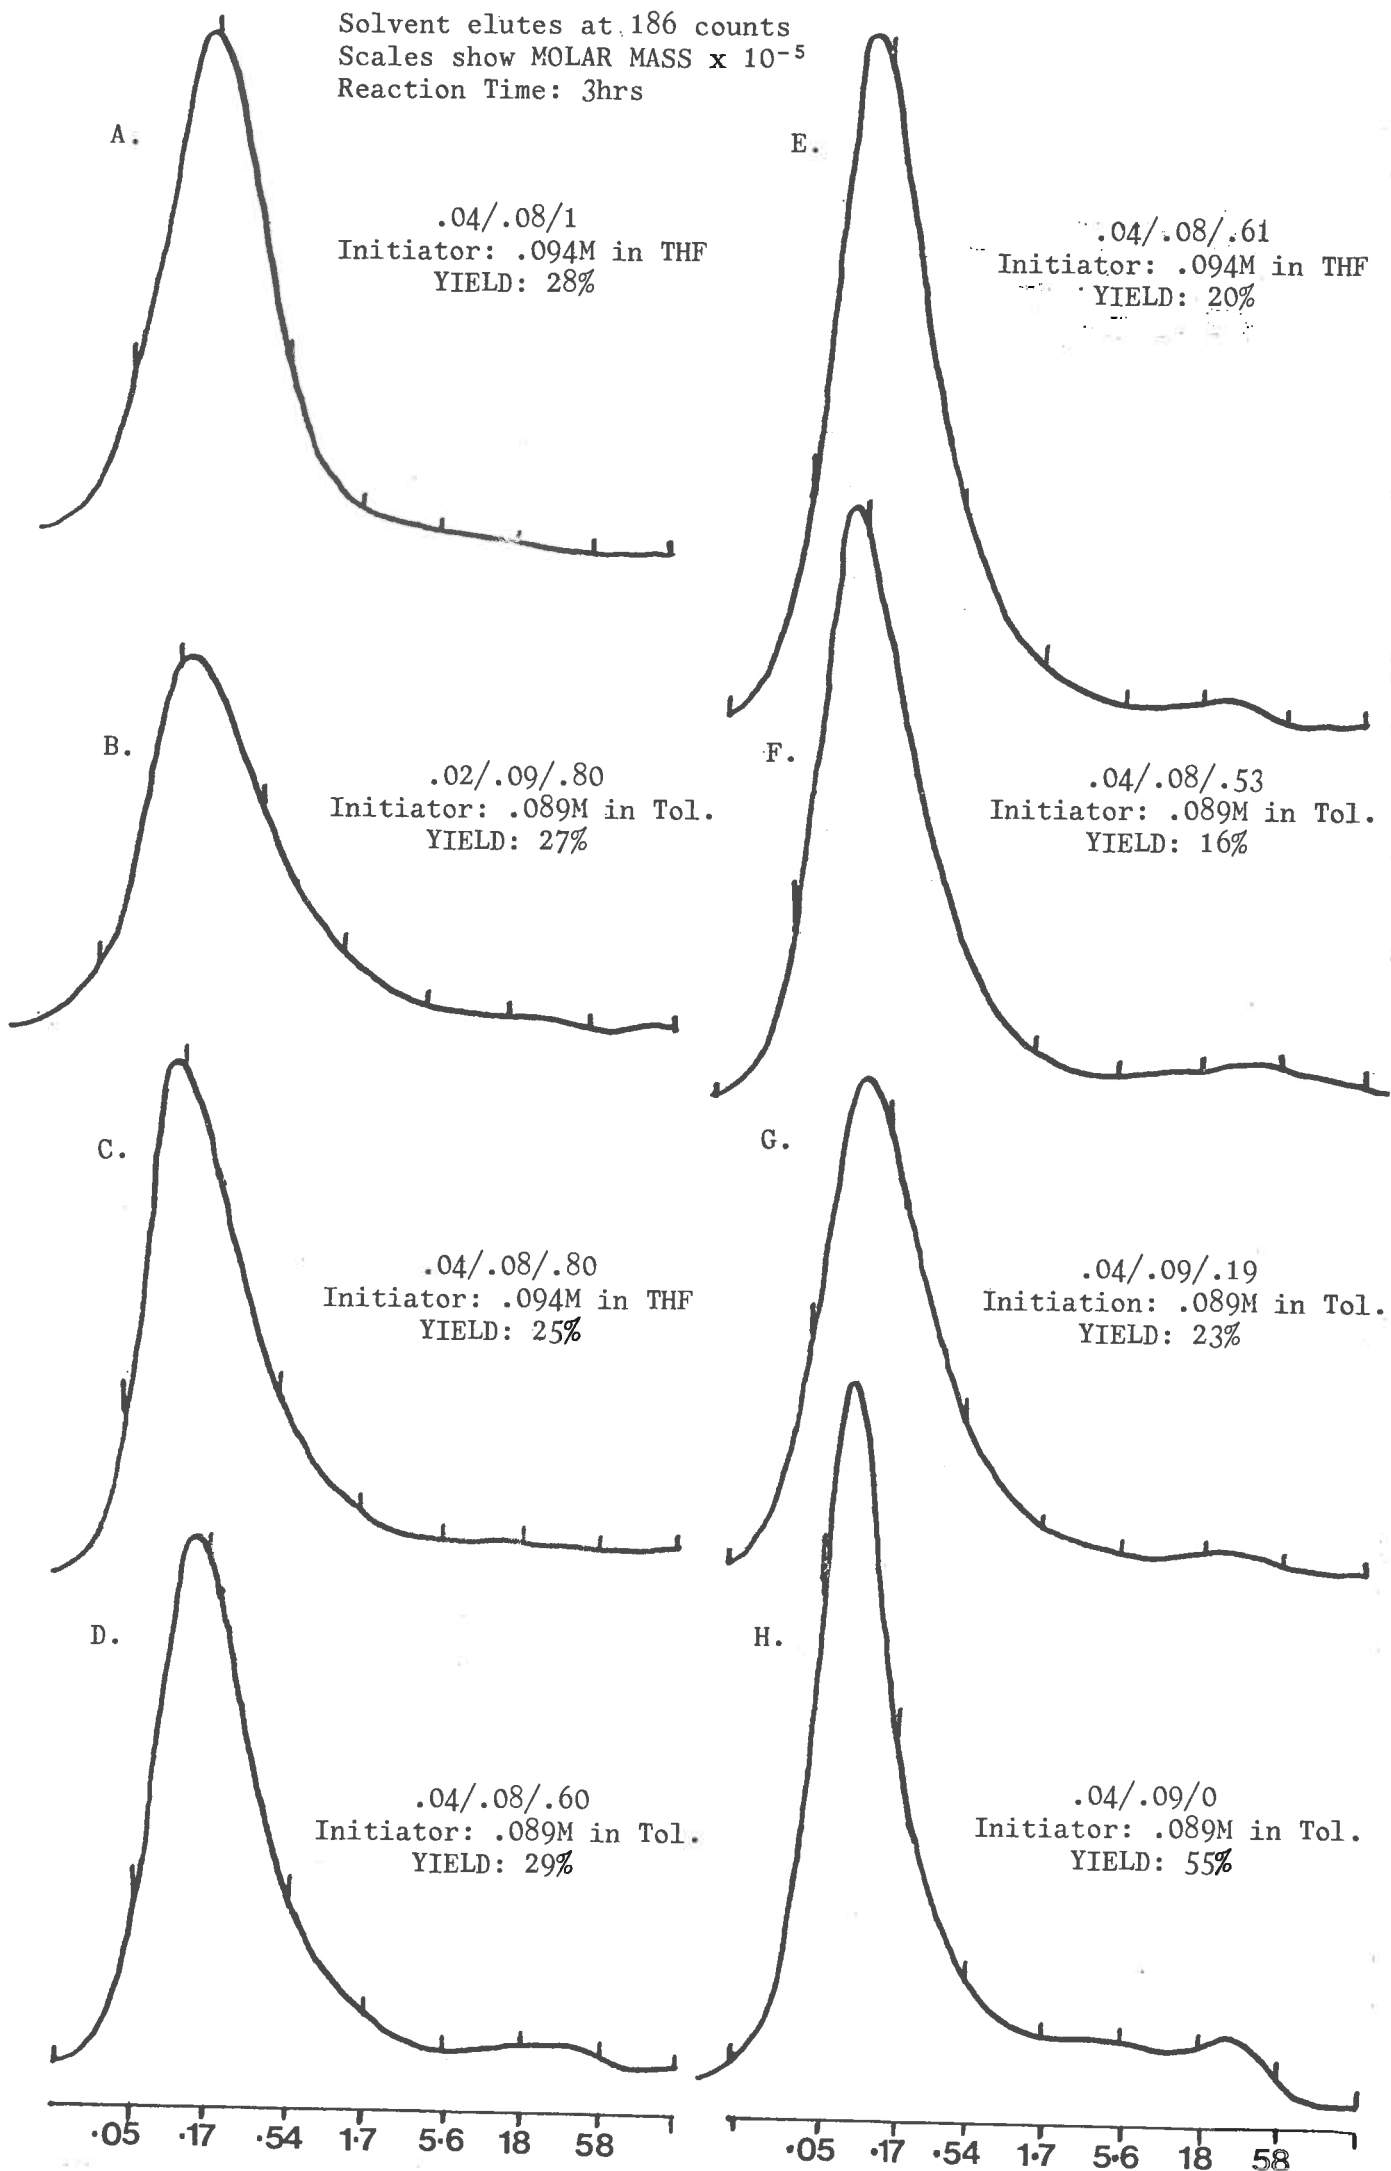 Solvent elutes at 186 counts
Scales show MOLAR MASS x 10⁻⁵
Reaction Time: 3hrs
A.
.04/.08/1
Initiator: .094M in THF
YIELD: 28%
B.
.02/.09/.80
Initiator: .089M in Tol.
YIELD: 27%
C.
.04/.08/.80
Initiator: .094M in THF
YIELD: 25%
D.
.04/.08/.60
Initiator: .089M in Tol.
YIELD: 29%
.05 .17 .54 1.7 5.6 18 58
E.
.04/.08/.61
Initiator: .094M in THF
YIELD: 20%
F.
.04/.08/.53
Initiator: .089M in Tol.
YIELD: 16%
G.
.04/.09/.19
Initiation: .089M in Tol.
YIELD: 23%
H.
.04/.09/0
Initiator: .089M in Tol.
YIELD: 55%
.05 .17 .54 1.7 5.6 18 58